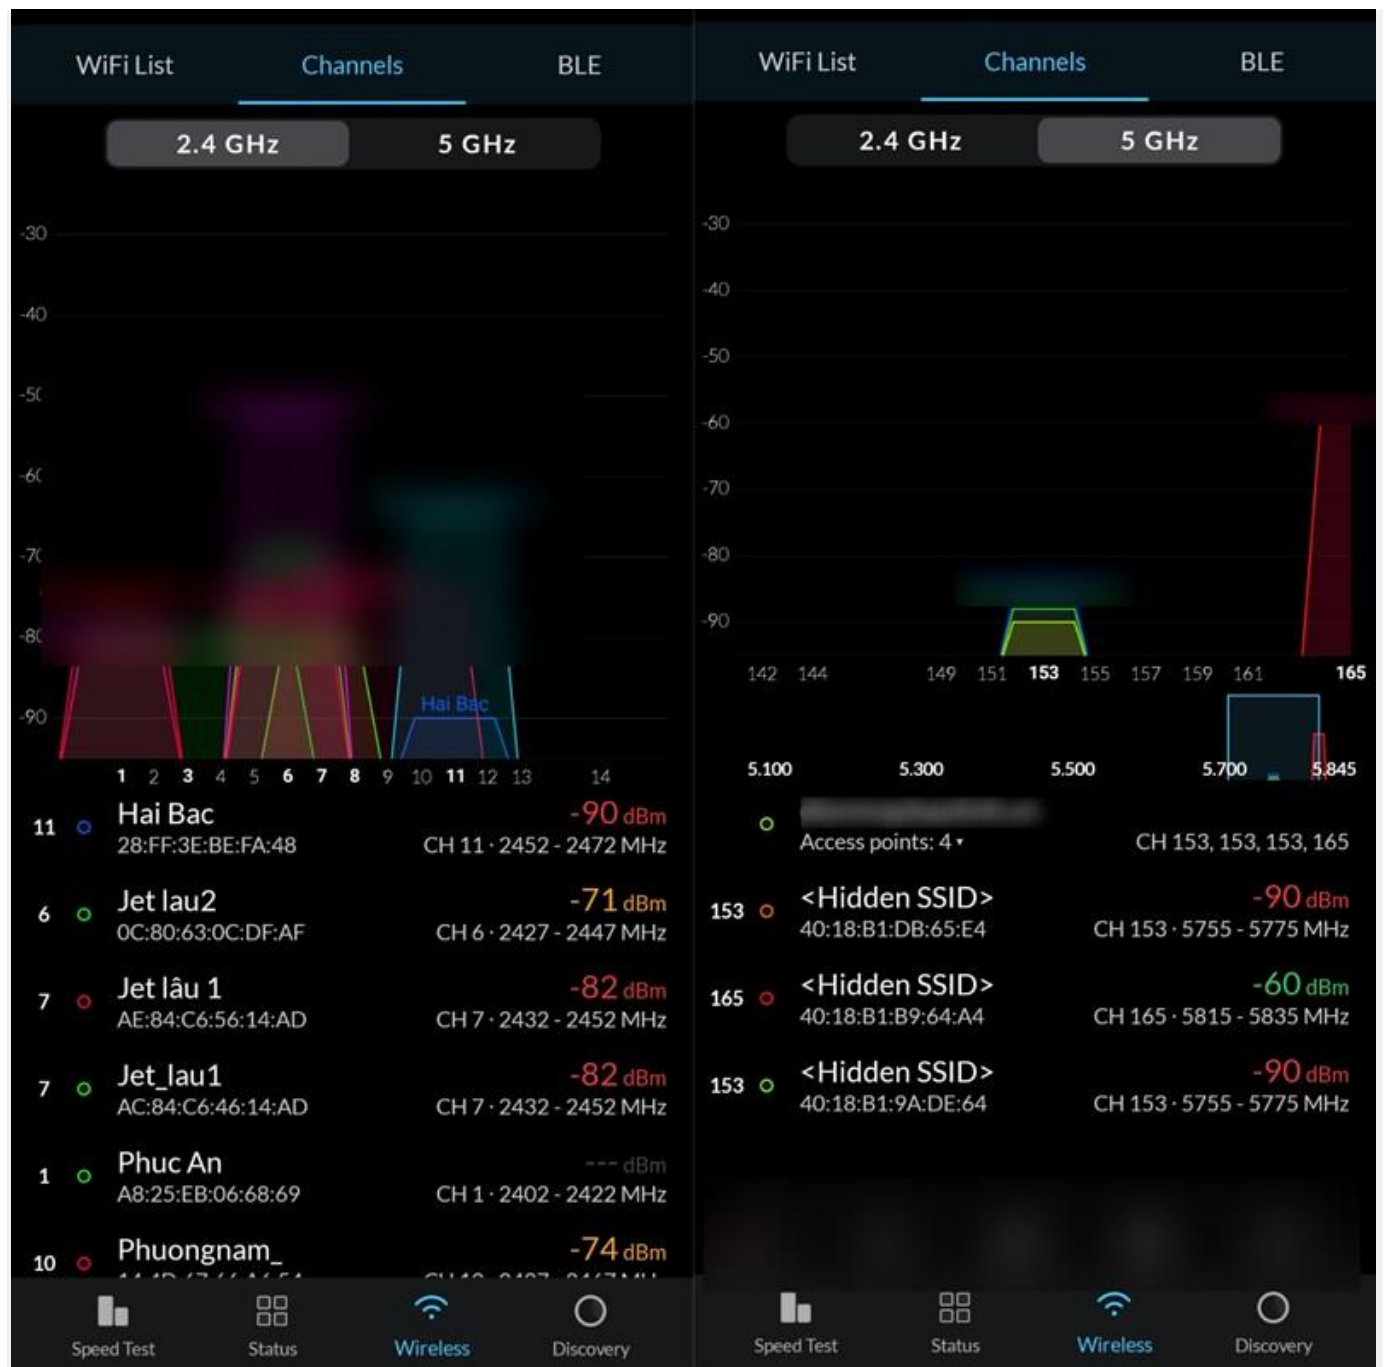 WiFi List Channels BLE
2.4 GHz 5 GHz
-30
-40
-50
-60
-70
-80
-90
Hai Bac
1 2 3 4 5 6 7 8 9 10 11 12 13 14
11 Hai Bac -90 dBm
28:FF:3E:BE:FA:48 CH 11 · 2452 - 2472 MHz
6 Jet lau2 -71 dBm
0C:80:63:0C:DF:AF CH 6 · 2427 - 2447 MHz
7 Jet lâu 1 -82 dBm
AE:84:C6:56:14:AD CH 7 · 2432 - 2452 MHz
7 Jet_lau1 -82 dBm
AC:84:C6:46:14:AD CH 7 · 2432 - 2452 MHz
1 Phuc An --- dBm
A8:25:EB:06:68:69 CH 1 · 2402 - 2422 MHz
10 Phuongnam_ -74 dBm
Speed Test Status Wireless Discovery
WiFi List Channels BLE
2.4 GHz 5 GHz
-30
-40
-50
-60
-70
-80
-90
142 144 149 151 153 155 157 159 161 165
5.100 5.300 5.500 5.700 5.845
Access points: 4 ▾ CH 153, 153, 153, 165
153 <Hidden SSID> -90 dBm
40:18:B1:DB:65:E4 CH 153 · 5755 - 5775 MHz
165 <Hidden SSID> -60 dBm
40:18:B1:B9:64:A4 CH 165 · 5815 - 5835 MHz
153 <Hidden SSID> -90 dBm
40:18:B1:9A:DE:64 CH 153 · 5755 - 5775 MHz
Speed Test Status Wireless Discovery